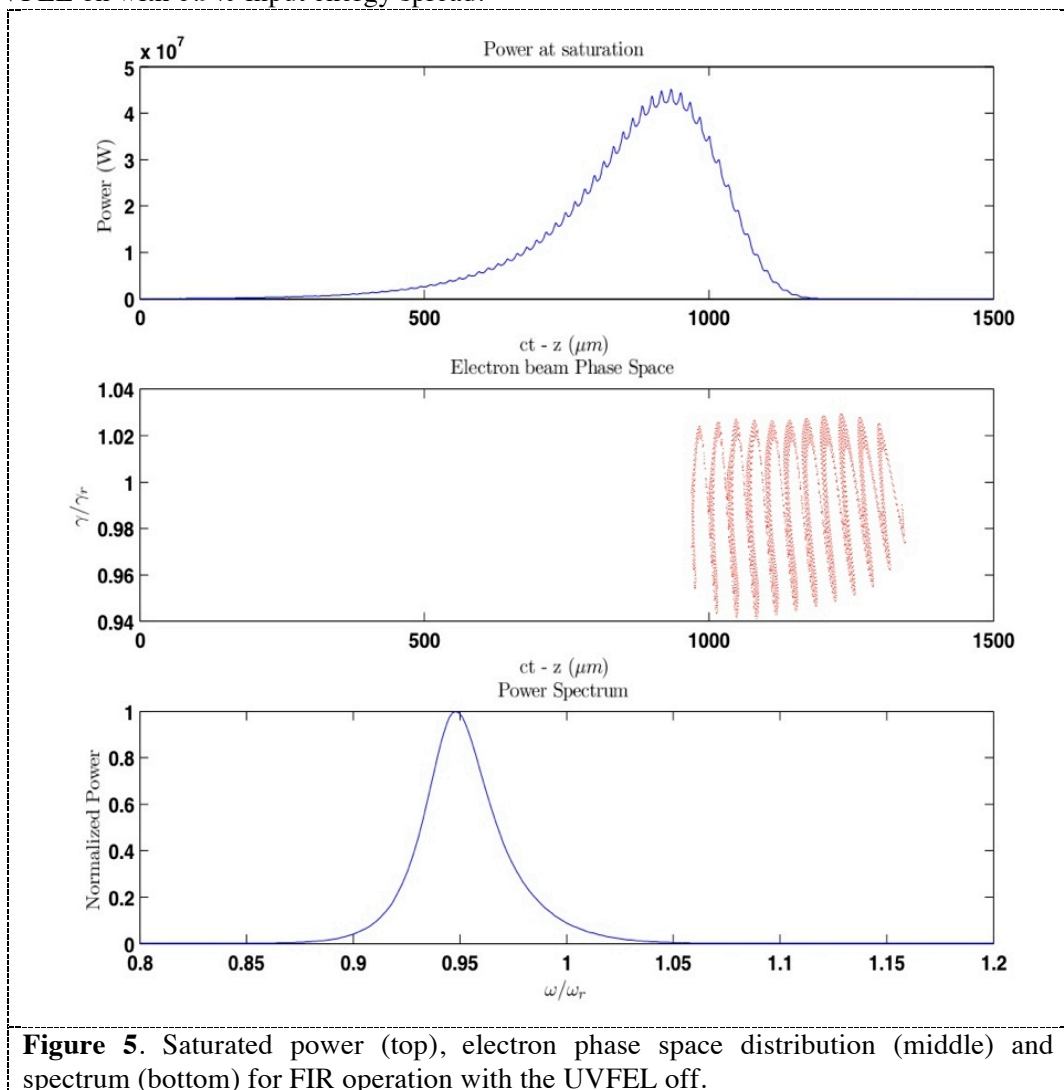 Power at saturation
x 10^7
5
4
3
2
1
0
Power (W)
0 500 1000 1500
ct - z (μm)
Electron beam Phase Space
1.04
1.02
1
0.98
0.96
0.94
γ/γ_r
0 500 1000 1500
ct - z (μm)
Power Spectrum
1
0.8
0.6
0.4
0.2
0
Normalized Power
0.8 0.85 0.9 0.95 1 1.05 1.1 1.15 1.2
ω/ω_r
Figure 5. Saturated power (top), electron phase space distribution (middle) and
spectrum (bottom) for FIR operation with the UVFEL off.